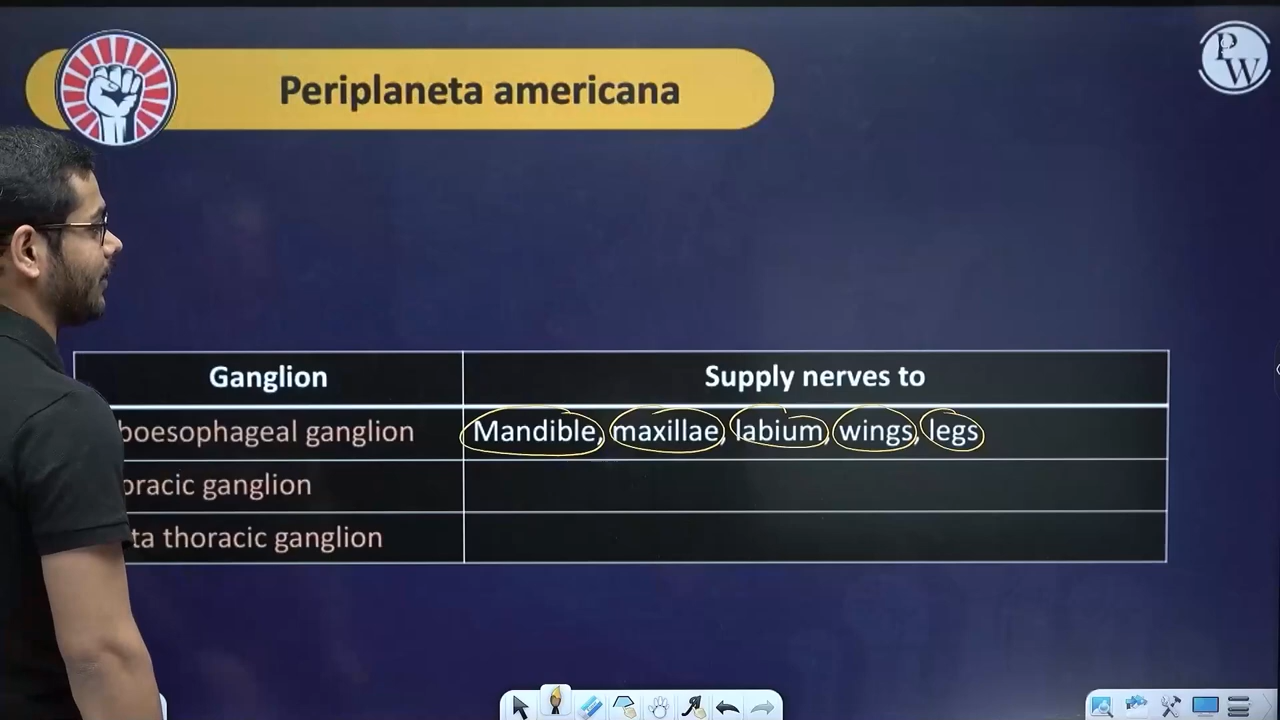 Periplaneta americana
PW
Ganglion Supply nerves to
boesophageal ganglion Mandible, maxillae, labium, wings, legs
oracic ganglion
ta thoracic ganglion